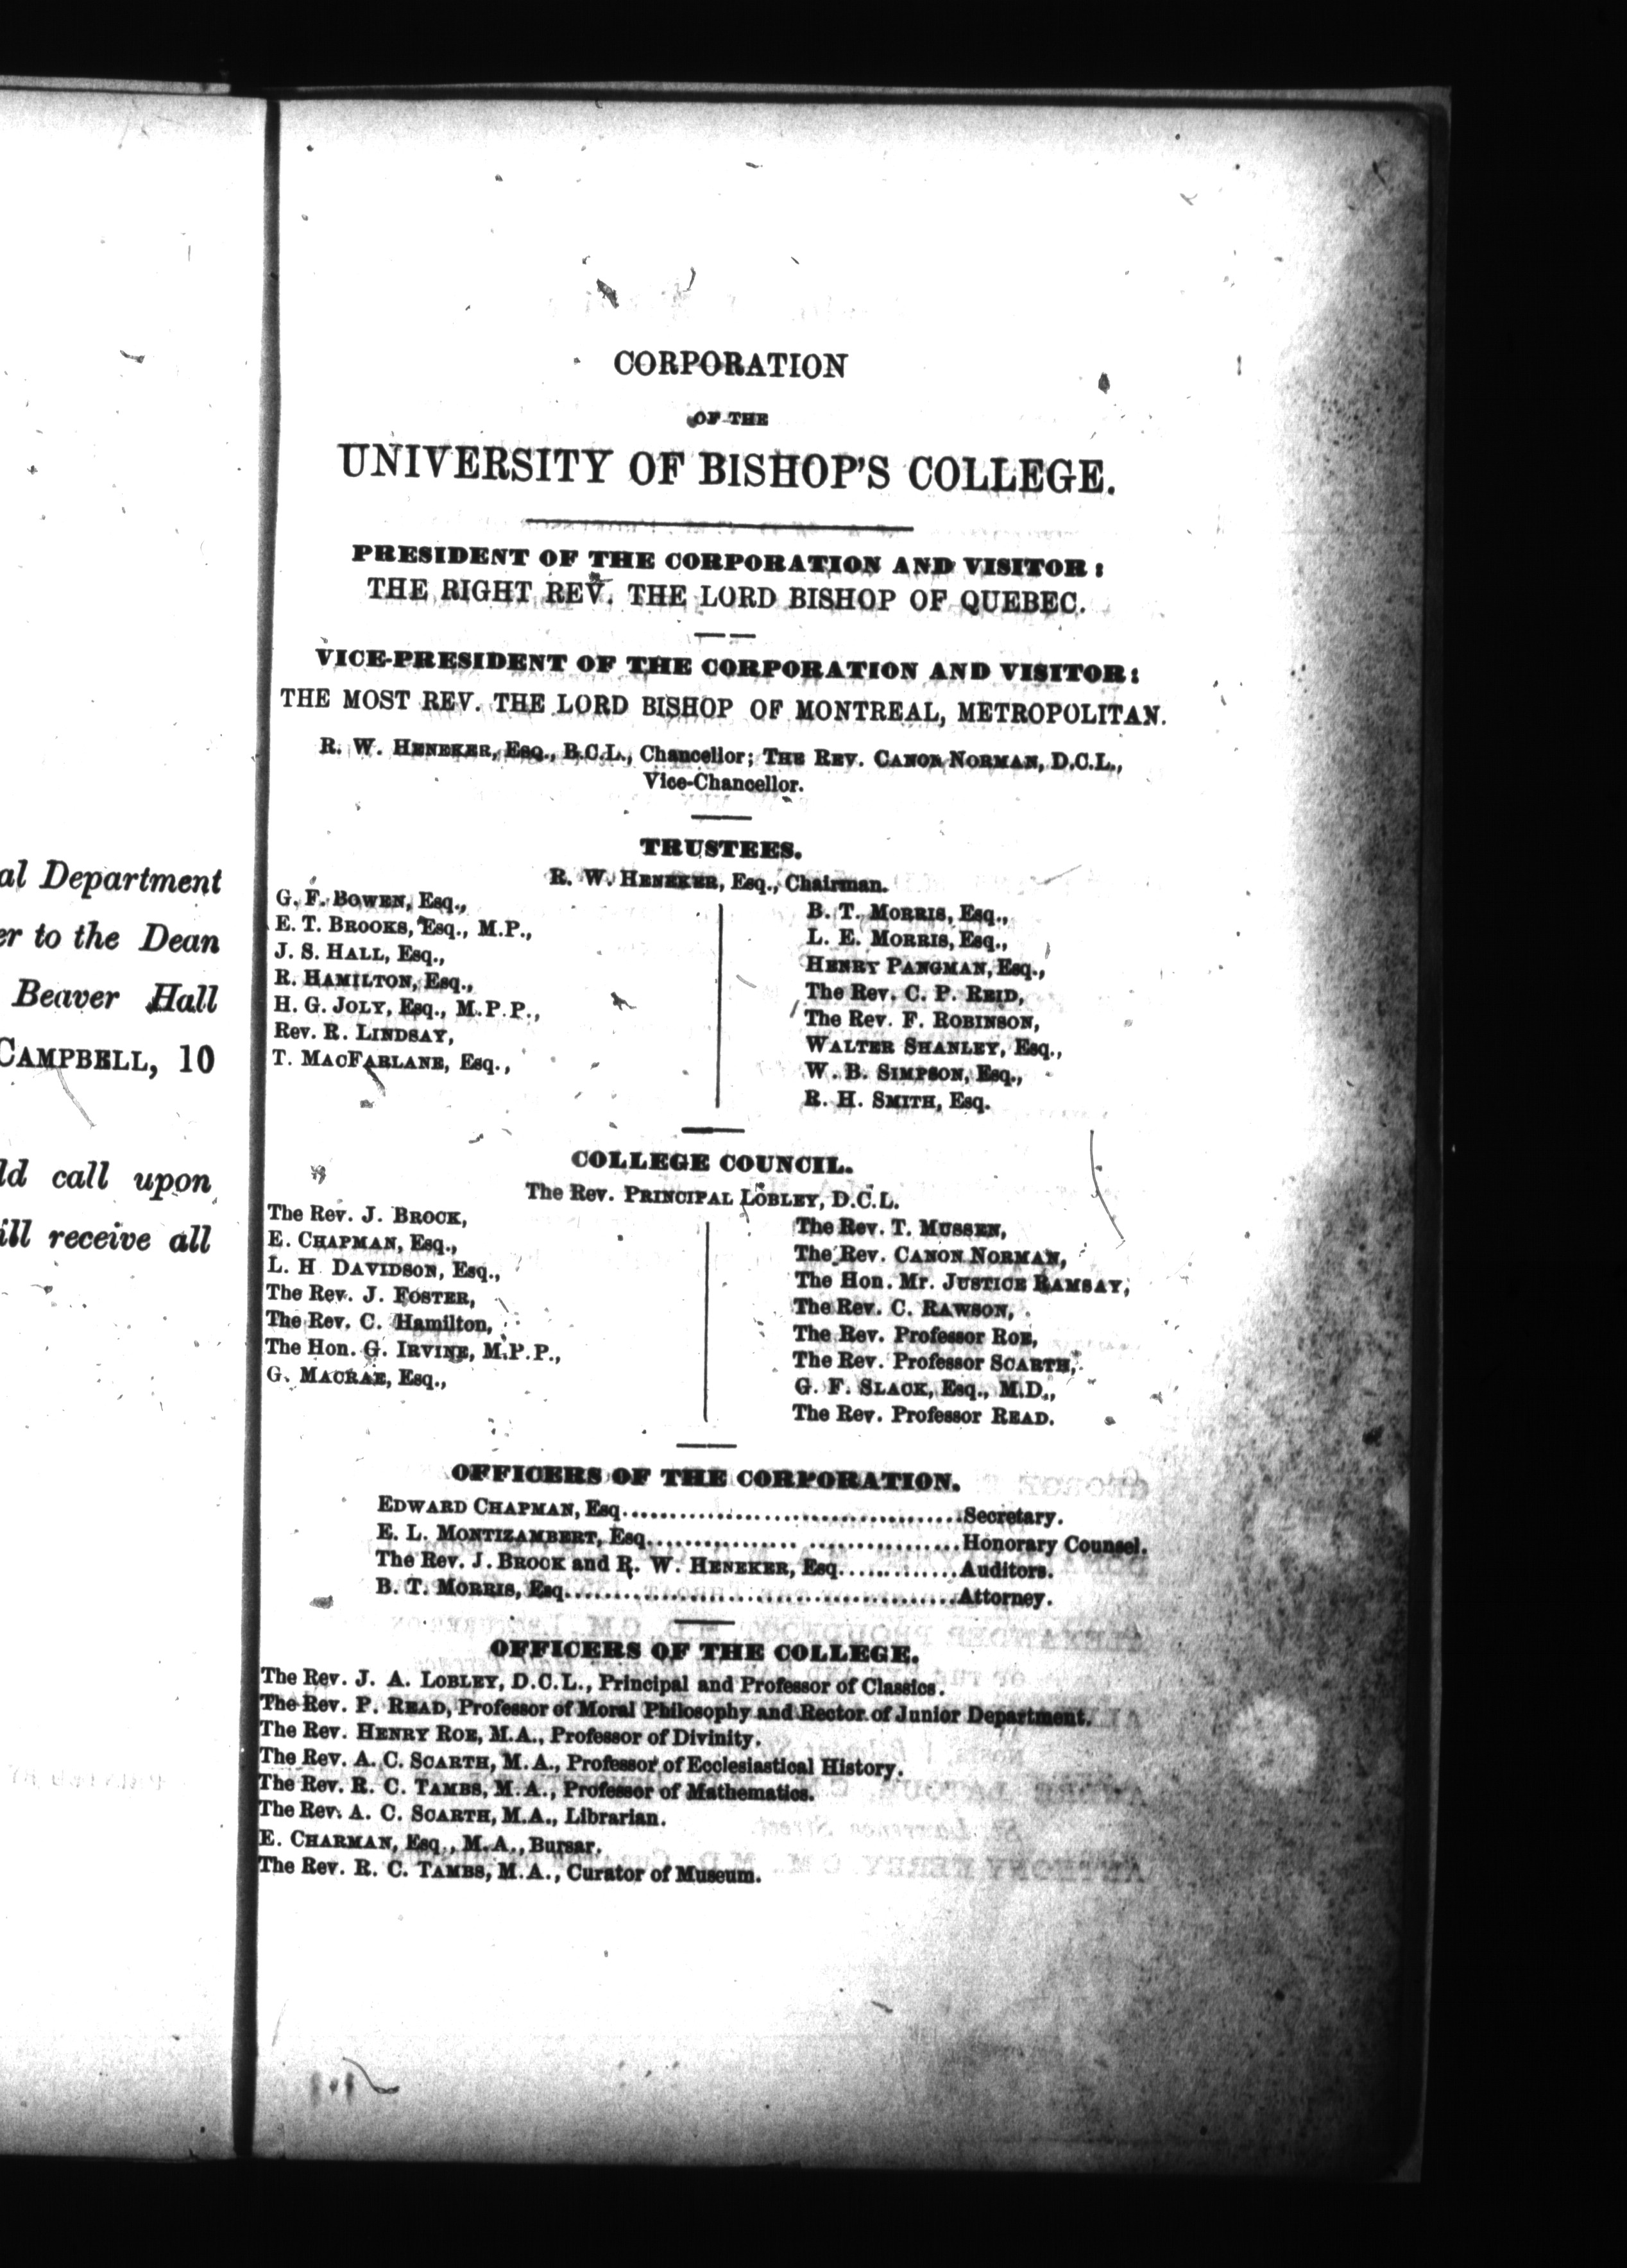 al Department
er to the Dean
Beaver Hall
CAMPBELL, 10
ld call upon
ill receive all
CORPORATION
OF THE
UNIVERSITY OF BISHOP'S COLLEGE.
PRESIDENT OF THE CORPORATION AND VISITOR:
THE RIGHT REV. THE LORD BISHOP OF QUEBEC.
VICE-PRESIDENT OF THE CORPORATION AND VISITOR:
THE MOST REV. THE LORD BISHOP OF MONTREAL, METROPOLITAN.
R. W. HENEKER, Esq., B.C.L., Chancellor; THE REV. CANON NORMAN, D.C.L.,
Vice-Chancellor.
TRUSTEES.
R. W. HENEKER, Esq., Chairman.
G. F. BOWEN, Esq.,
E. T. BROOKS, Esq., M.P.,
J. S. HALL, Esq.,
R. HAMILTON, Esq.,
H. G. JOLY, Esq., M.P.P.,
Rev. R. LINDSAY,
T. MACFARLANE, Esq.,
B. T. MORRIS, Esq.,
L. E. MORRIS, Esq.,
HENRY PANGMAN, Esq.,
The Rev. C. P. REID,
The Rev. F. ROBINSON,
WALTER SHANLEY, Esq.,
W. B. SIMPSON, Esq.,
R. H. SMITH, Esq.
COLLEGE COUNCIL.
The Rev. PRINCIPAL LOBLEY, D.C.L.
The Rev. J. BROCK,
E. CHAPMAN, Esq.,
L. H DAVIDSON, Esq.,
The Rev. J. FOSTER,
The Rev. C. Hamilton,
The Hon. G. IRVINE, M.P.P.,
G. MACRAE, Esq.,
The Rev. T. MUSSEN,
The Rev. CANON NORMAN,
The Hon. Mr. JUSTICE RAMSAY,
The Rev. C. RAWSON,
The Rev. Professor ROE,
The Rev. Professor SCARTH,
G. F. SLACK, Esq., M.D.,
The Rev. Professor READ.
OFFICERS OF THE CORPORATION.
EDWARD CHAPMAN, Esq..................................Secretary.
E. L. MONTIZAMBERT, Esq............... ...............Honorary Counsel.
The Rev. J. BROCK and R. W. HENEKER, Esq............Auditors.
B. T. MORRIS, Esq........................................Attorney.
OFFICERS OF THE COLLEGE.
The Rev. J. A. LOBLEY, D.C.L., Principal and Professor of Classics.
The Rev. P. READ, Professor of Moral Philosophy and Rector of Junior Department.
The Rev. HENRY ROE, M.A., Professor of Divinity.
The Rev. A. C. SCARTH, M.A., Professor of Ecclesiastical History.
The Rev. R. C. TAMBS, M.A., Professor of Mathematics.
The Rev. A. C. SCARTH, M.A., Librarian.
E. CHARMAN, Esq., M.A., Bursar.
The Rev. R. C. TAMBS, M.A., Curator of Museum.